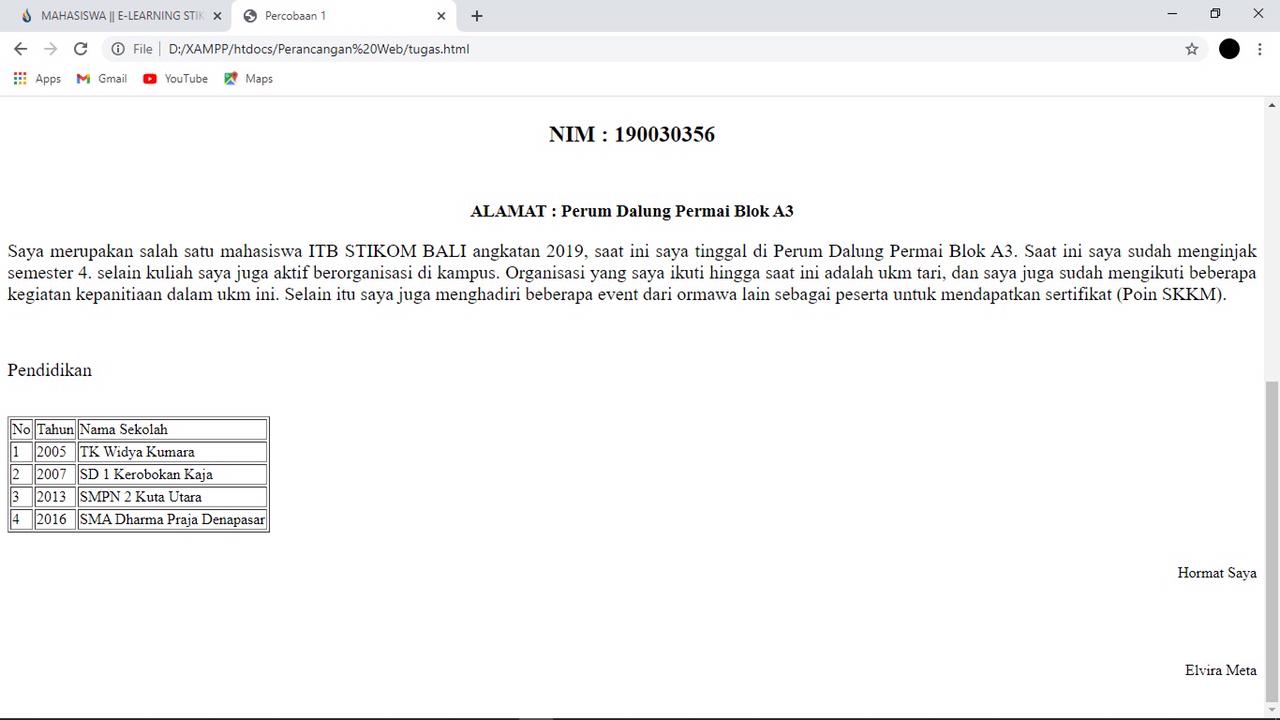 MAHASISWA || E-LEARNING STIK
Percobaan 1
File D:/XAMPP/htdocs/Perancangan%20Web/tugas.html
Apps Gmail YouTube Maps
NIM : 190030356
ALAMAT : Perum Dalung Permai Blok A3
Saya merupakan salah satu mahasiswa ITB STIKOM BALI angkatan 2019, saat ini saya tinggal di Perum Dalung Permai Blok A3. Saat ini saya sudah menginjak
semester 4. selain kuliah saya juga aktif berorganisasi di kampus. Organisasi yang saya ikuti hingga saat ini adalah ukm tari, dan saya juga sudah mengikuti beberapa
kegiatan kepanitiaan dalam ukm ini. Selain itu saya juga menghadiri beberapa event dari ormawa lain sebagai peserta untuk mendapatkan sertifikat (Poin SKKM).
Pendidikan
No Tahun Nama Sekolah
1 2005 TK Widya Kumara
2 2007 SD 1 Kerobokan Kaja
3 2013 SMPN 2 Kuta Utara
4 2016 SMA Dharma Praja Denapasar
Hormat Saya
Elvira Meta